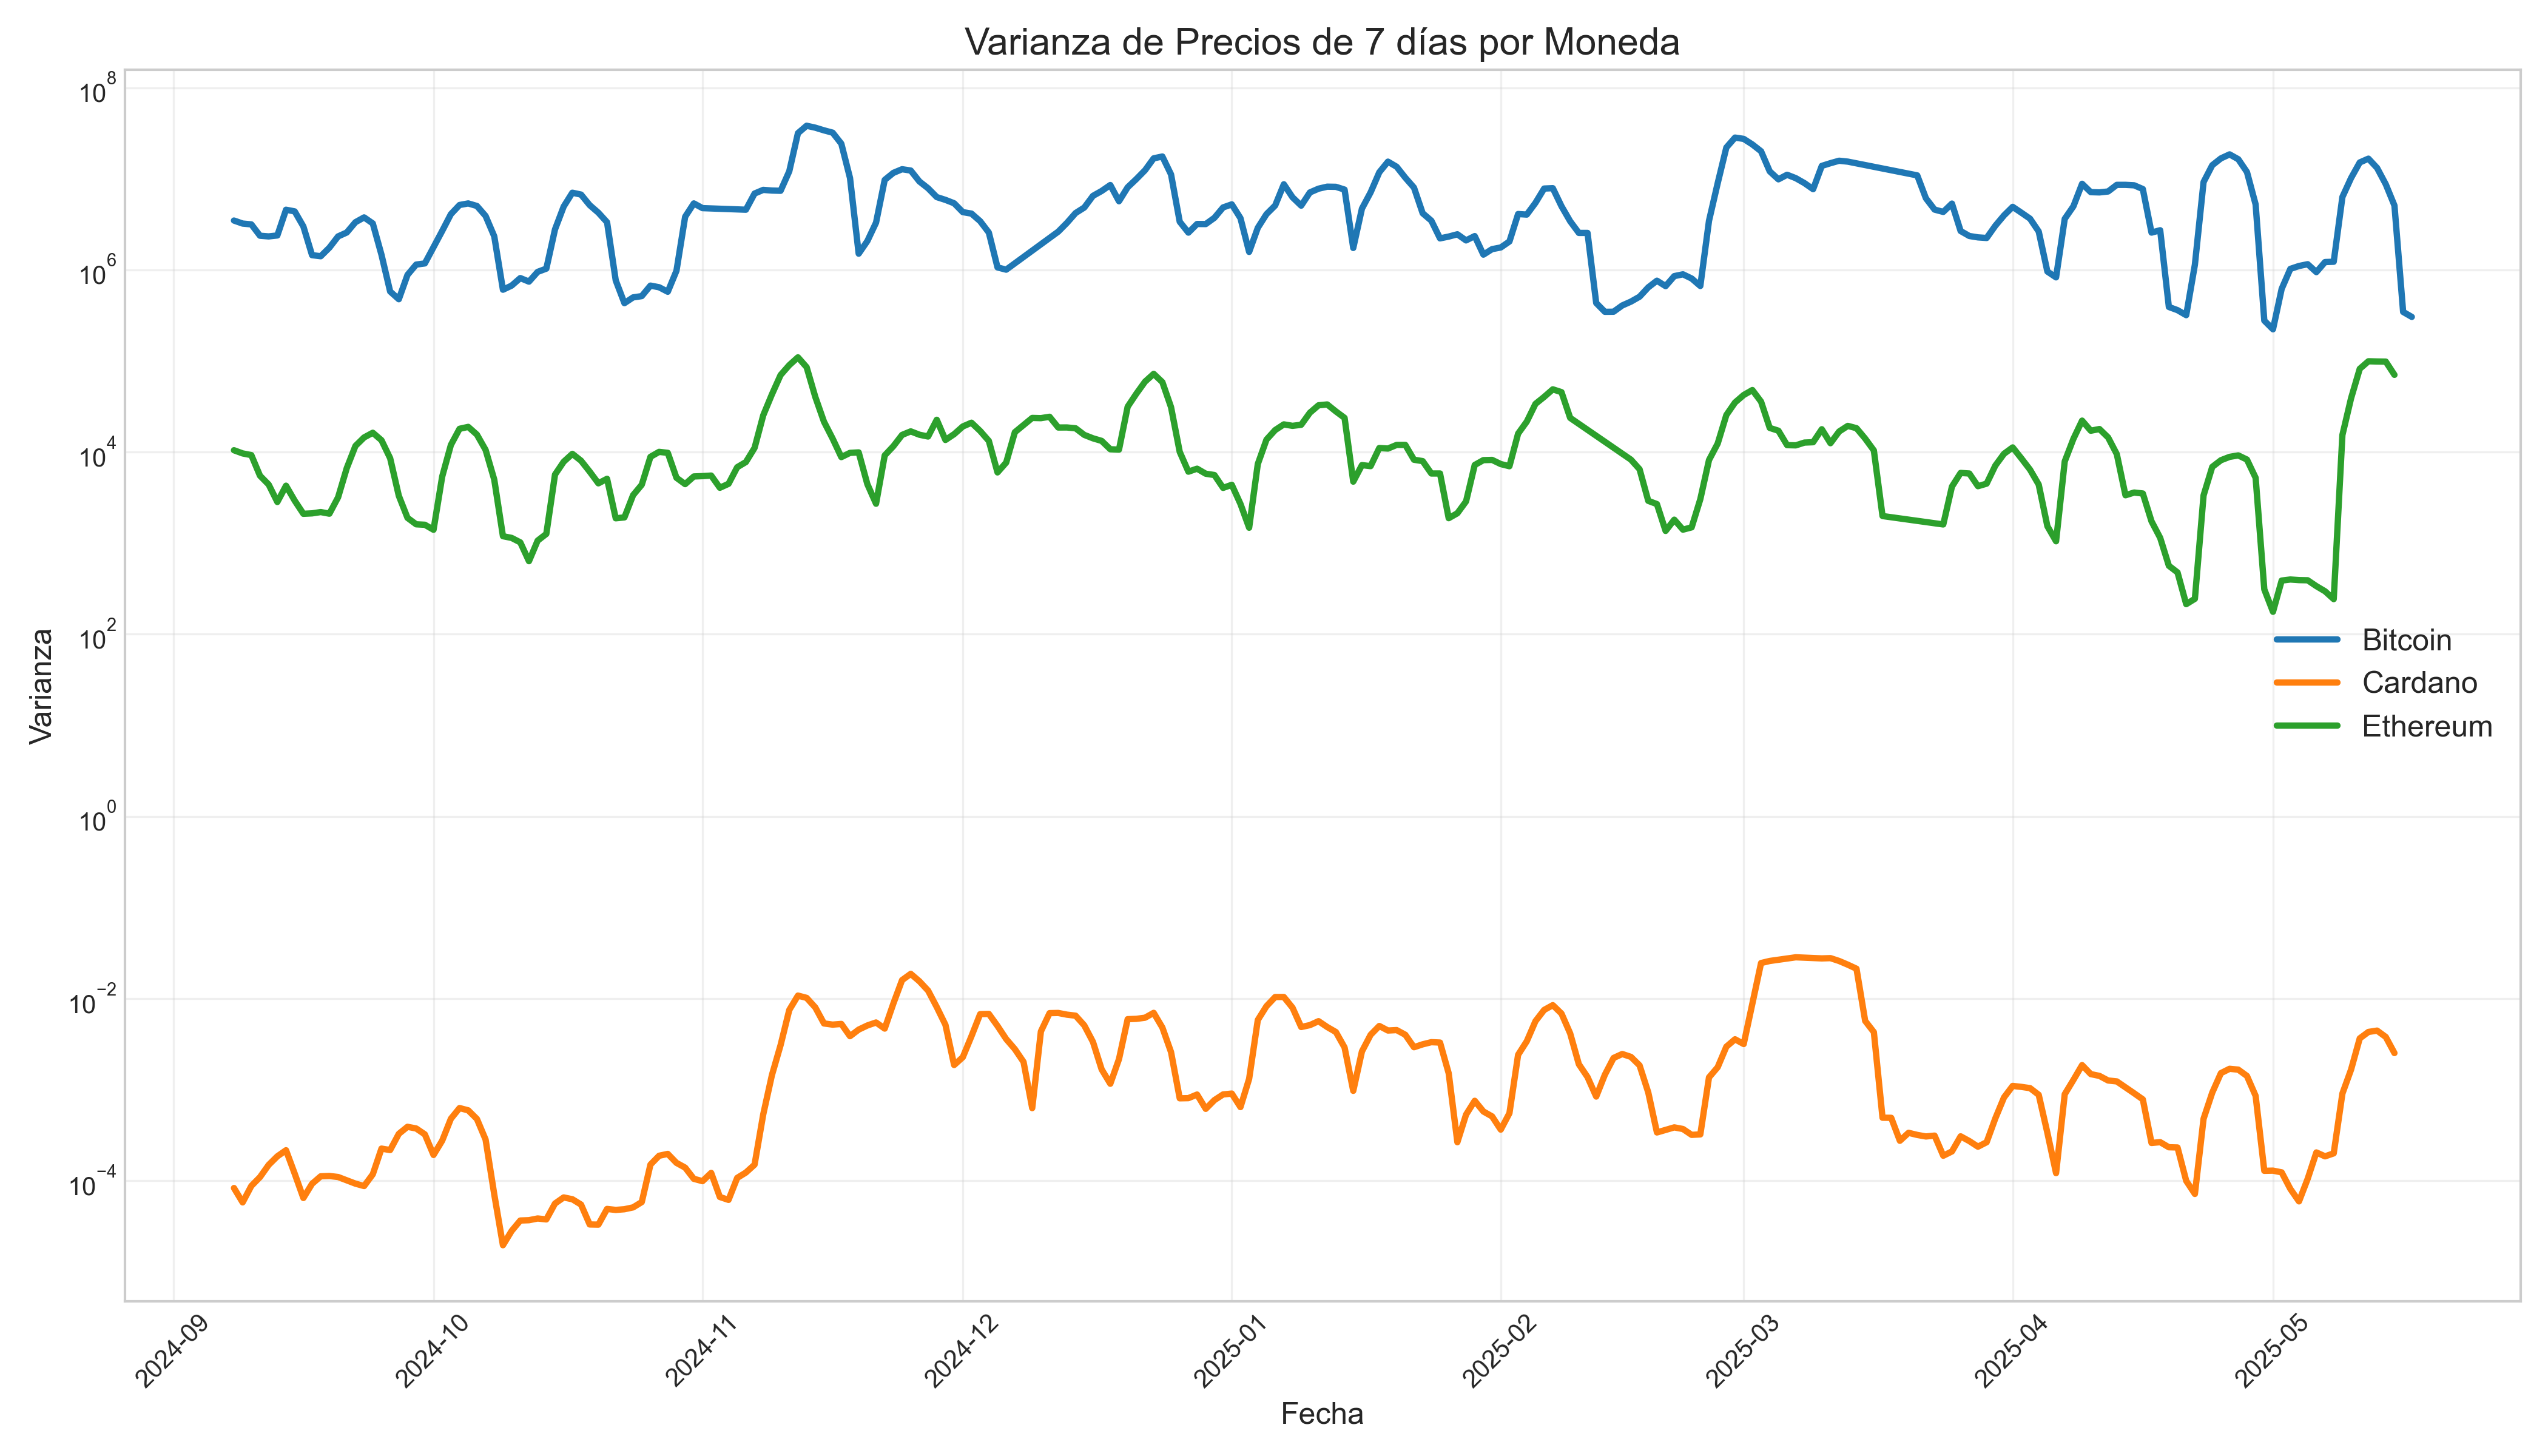 Varianza de Precios de 7 días por Moneda
Varianza
10^8
10^6
10^4
10^2
10^0
10^−2
10^−4
Bitcoin
Cardano
Ethereum
2024-09
2024-10
2024-11
2024-12
2025-01
2025-02
2025-03
2025-04
2025-05
Fecha